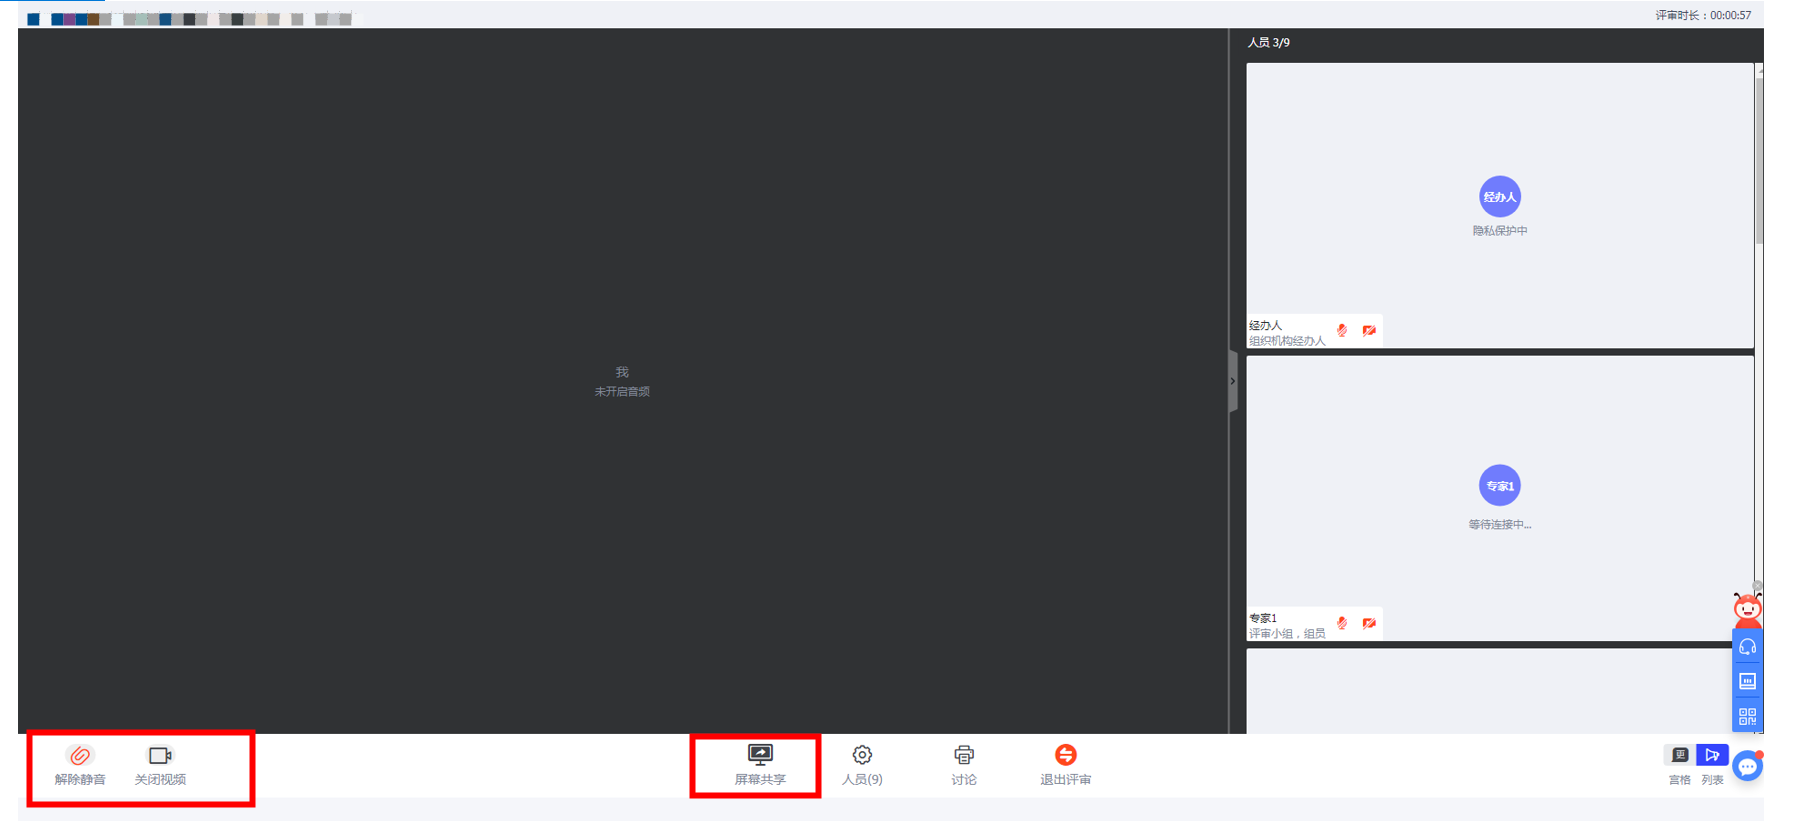 评审时长：00:00:57
人员 3/9
经办人
隐私保护中
经办人
组织机构经办人
我
未开启音频
专家1
等待连接中...
专家1
评审小组，组员
解除静音
关闭视频
屏幕共享
人员(9)
讨论
退出评审
更
宫格
列表